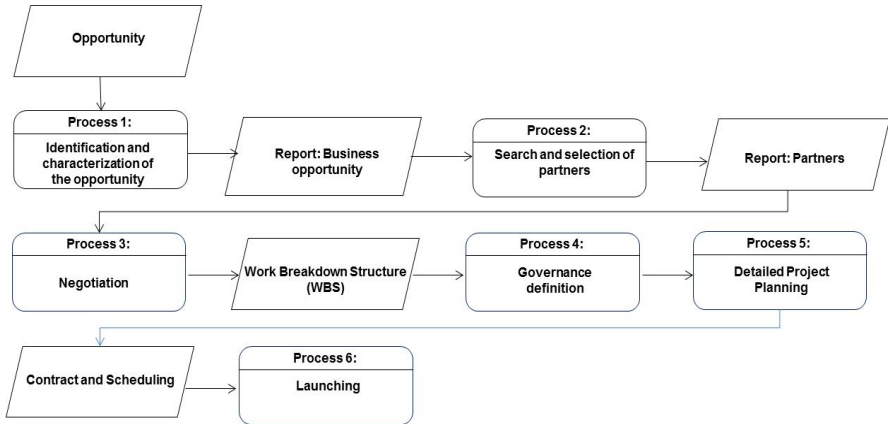 Opportunity
Process 1:
Identification and
characterization of
the opportunity
Report: Business
opportunity
Process 2:
Search and selection of
partners
Report: Partners
Process 3:
Negotiation
Work Breakdown Structure
(WBS)
Process 4:
Governance
definition
Process 5:
Detailed Project
Planning
Contract and Scheduling
Process 6:
Launching